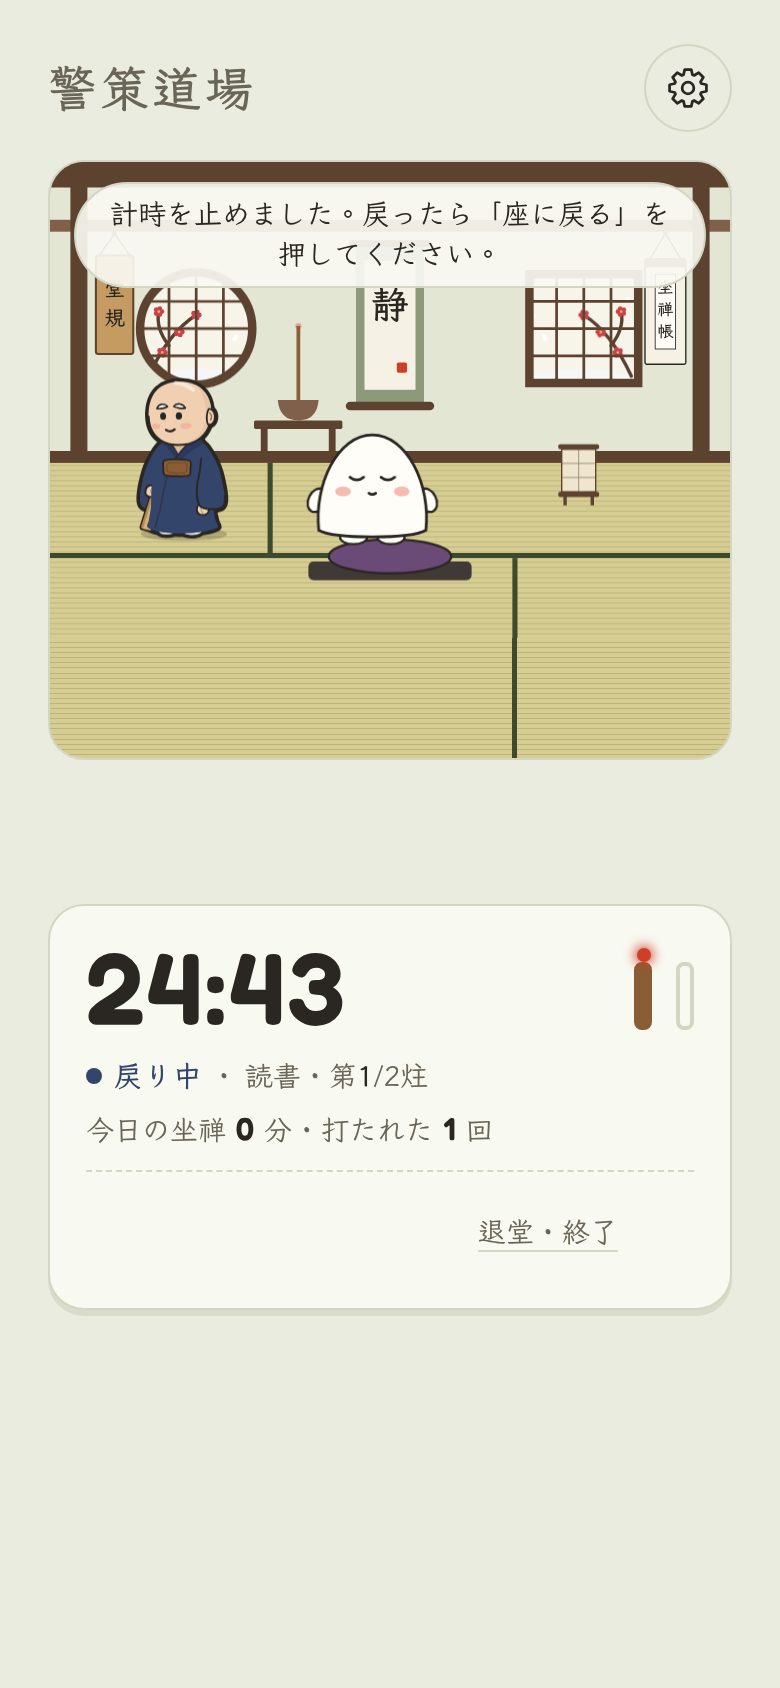 警策道場
計時を止めました。戻ったら「座に戻る」を
押してください。
堂規
静
坐禅帳
24:43
戻り中 ・ 読書・第1/2炷
今日の坐禅 0 分・打たれた 1 回
退堂・終了